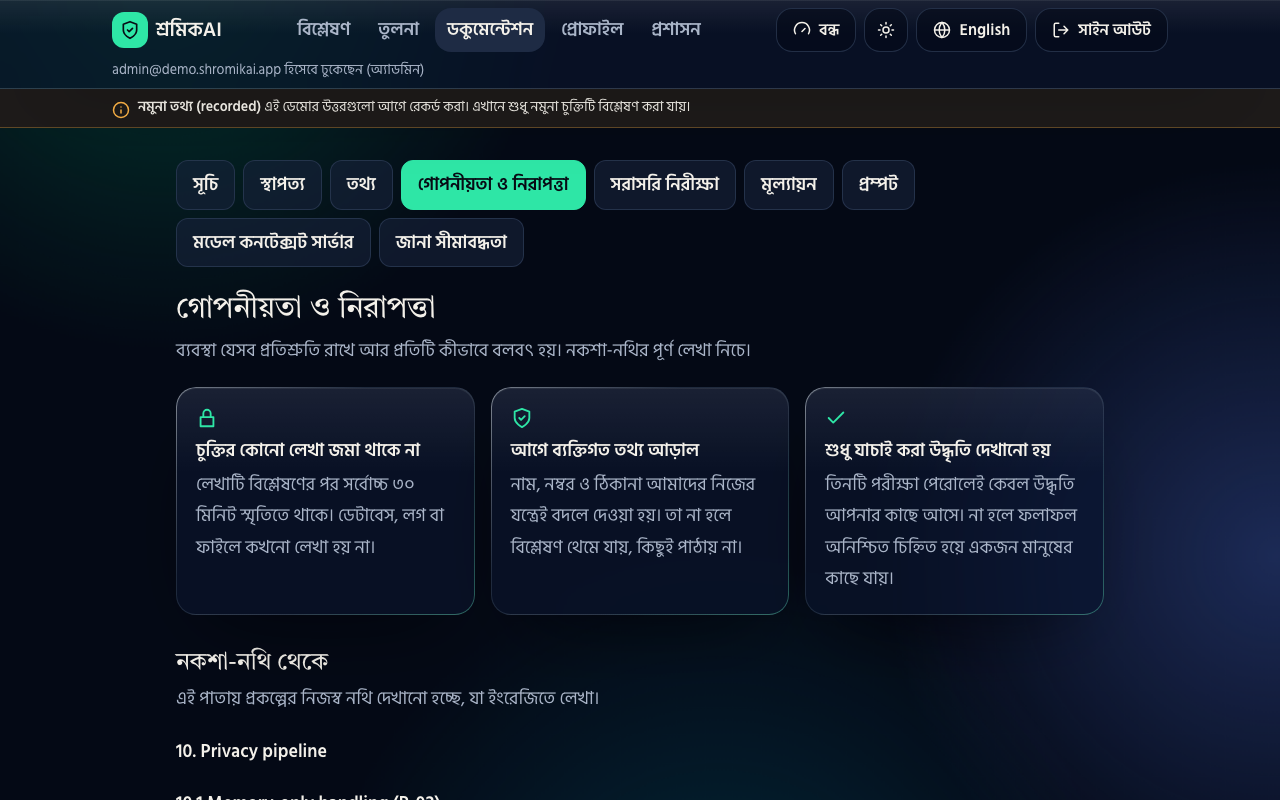 শ্রমিকAI
বিশ্লেষণ
তুলনা
ডকুমেন্টেশন
প্রোফাইল
প্রশাসন
বন্ধ
English
সাইন আউট
admin@demo.shromikai.app হিসেবে ঢুকেছেন (অ্যাডমিন)
নমুনা তথ্য (recorded) এই ডেমোর উত্তরগুলো আগে রেকর্ড করা। এখানে শুধু নমুনা চুক্তিটি বিশ্লেষণ করা যায়।
সূচি
স্থাপত্য
তথ্য
গোপনীয়তা ও নিরাপত্তা
সরাসরি নিরীক্ষা
মূল্যায়ন
প্রম্পট
মডেল কনটেক্সট সার্ভার
জানা সীমাবদ্ধতা
গোপনীয়তা ও নিরাপত্তা
ব্যবস্থা যেসব প্রতিশ্রুতি রাখে আর প্রতিটি কীভাবে বলবৎ হয়। নকশা-নথির পূর্ণ লেখা নিচে।
চুক্তির কোনো লেখা জমা থাকে না
লেখাটি বিশ্লেষণের পর সর্বোচ্চ ৩০
মিনিট স্মৃতিতে থাকে। ডেটাবেস, লগ বা
ফাইলে কখনো লেখা হয় না।
আগে ব্যক্তিগত তথ্য আড়াল
নাম, নম্বর ও ঠিকানা আমাদের নিজের
যন্ত্রেই বদলে দেওয়া হয়। তা না হলে
বিশ্লেষণ থেমে যায়, কিছুই পাঠায় না।
শুধু যাচাই করা উদ্ধৃতি দেখানো হয়
তিনটি পরীক্ষা পেরোলেই কেবল উদ্ধৃতি
আপনার কাছে আসে। না হলে ফলাফল
অনিশ্চিত চিহ্নিত হয়ে একজন মানুষের
কাছে যায়।
নকশা-নথি থেকে
এই পাতায় প্রকল্পের নিজস্ব নথি দেখানো হচ্ছে, যা ইংরেজিতে লেখা।
10. Privacy pipeline